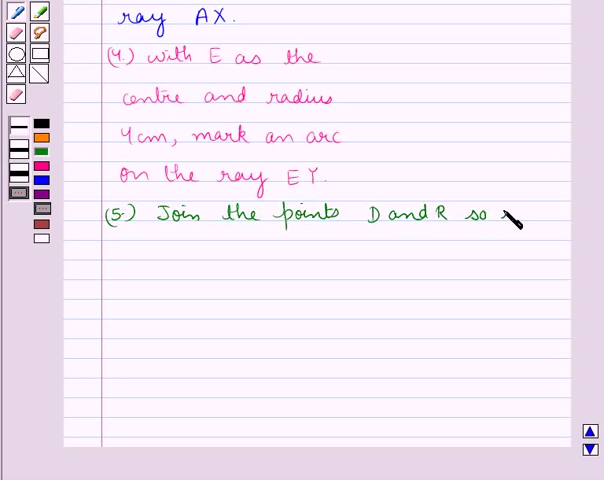 ray AX.
(4.) with E as the
centre and radius
4cm, mark an arc
on the ray EY.
(5.) Join the points D and R so